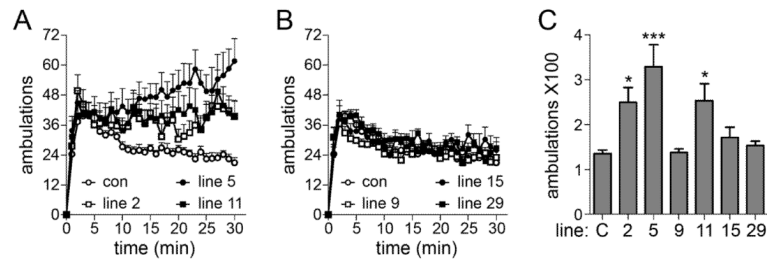 A
ambulations
72
60
48
36
24
12
0
con
line 5
line 2
line 11
0 5 10 15 20 25 30
time (min)
B
ambulations
72
60
48
36
24
12
0
con
line 15
line 9
line 29
0 5 10 15 20 25 30
time (min)
C
ambulations X100
4
3
2
1
0
*
***
*
line: C 2 5 9 11 15 29